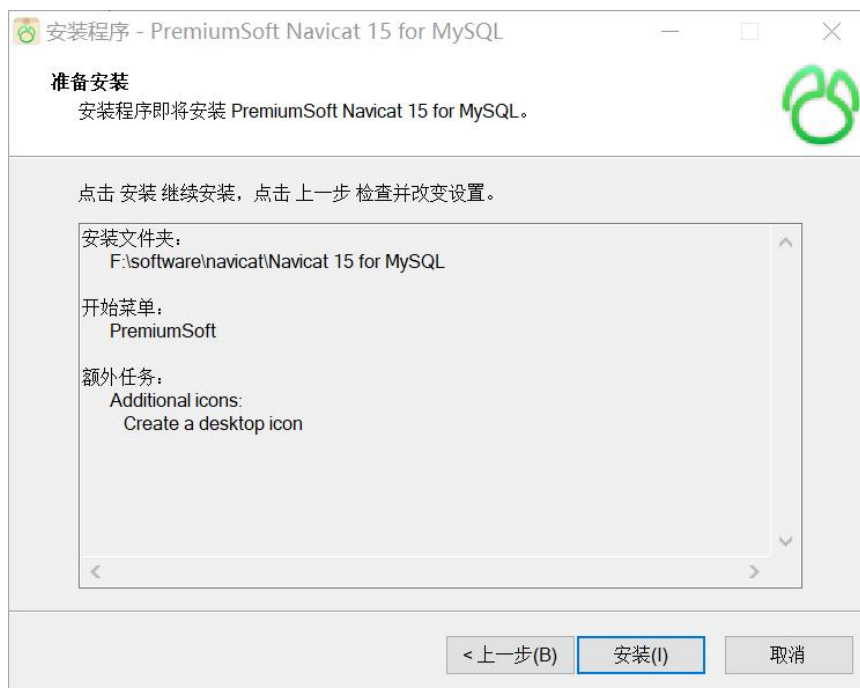 安装程序 - PremiumSoft Navicat 15 for MySQL
准备安装
安装程序即将安装 PremiumSoft Navicat 15 for MySQL。
点击 安装 继续安装，点击 上一步 检查并改变设置。
安装文件夹：
F:\software\navicat\Navicat 15 for MySQL
开始菜单：
PremiumSoft
额外任务：
Additional icons:
Create a desktop icon
< 上一步(B) 安装(I) 取消